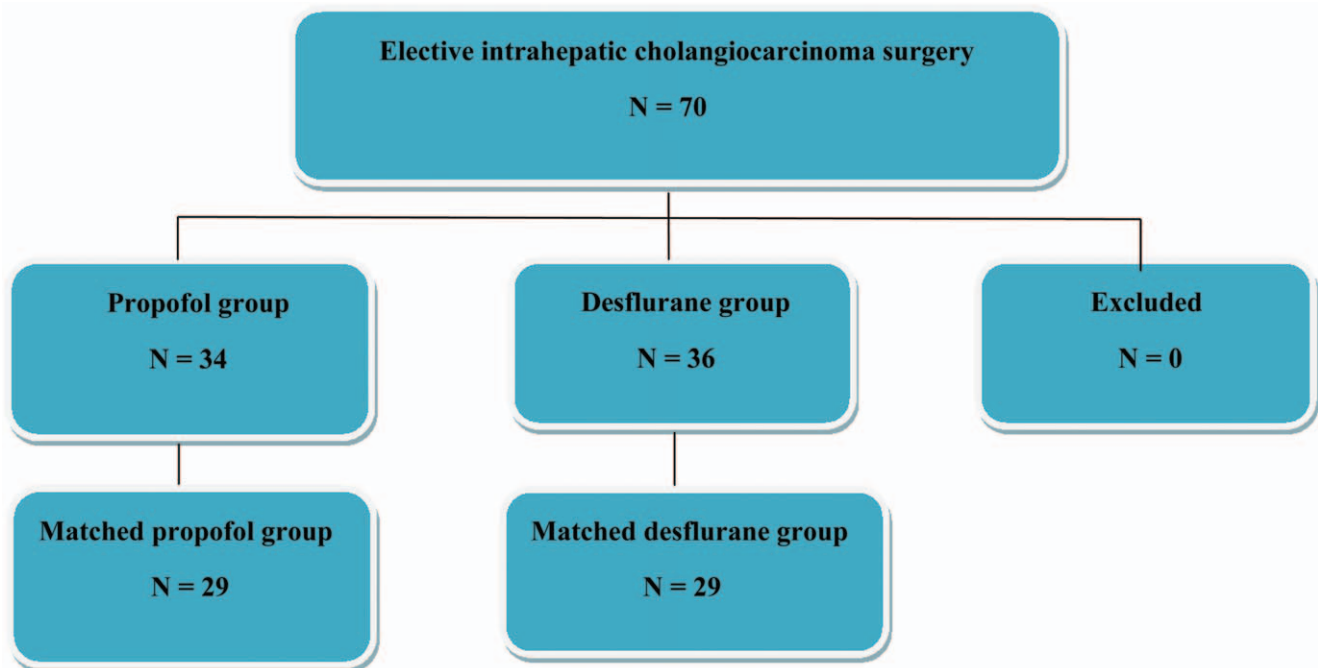 Elective intrahepatic cholangiocarcinoma surgery
N = 70
Propofol group
N = 34
Desflurane group
N = 36
Excluded
N = 0
Matched propofol group
N = 29
Matched desflurane group
N = 29